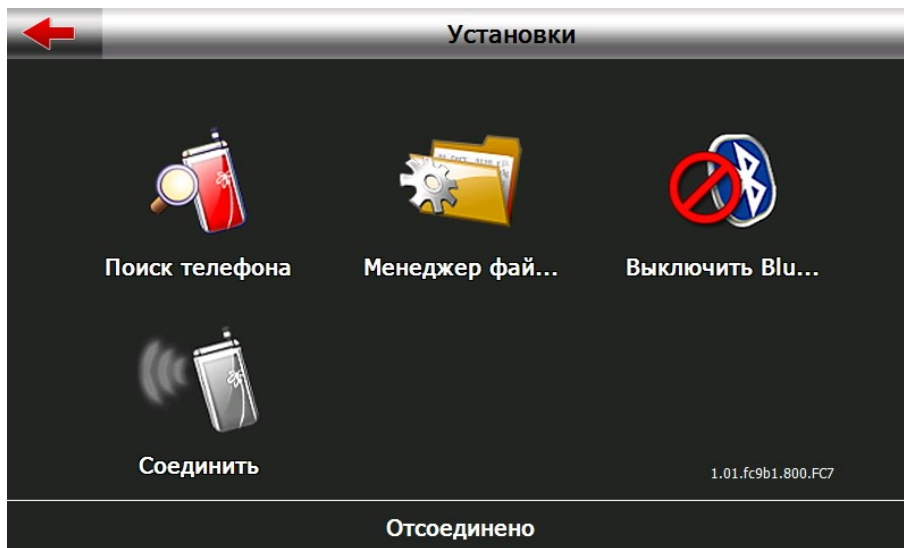 Установки
Поиск телефона
Менеджер фай...
Выключить Blu...
Соединить
1.01.fc9b1.800.FC7
Отсоединено